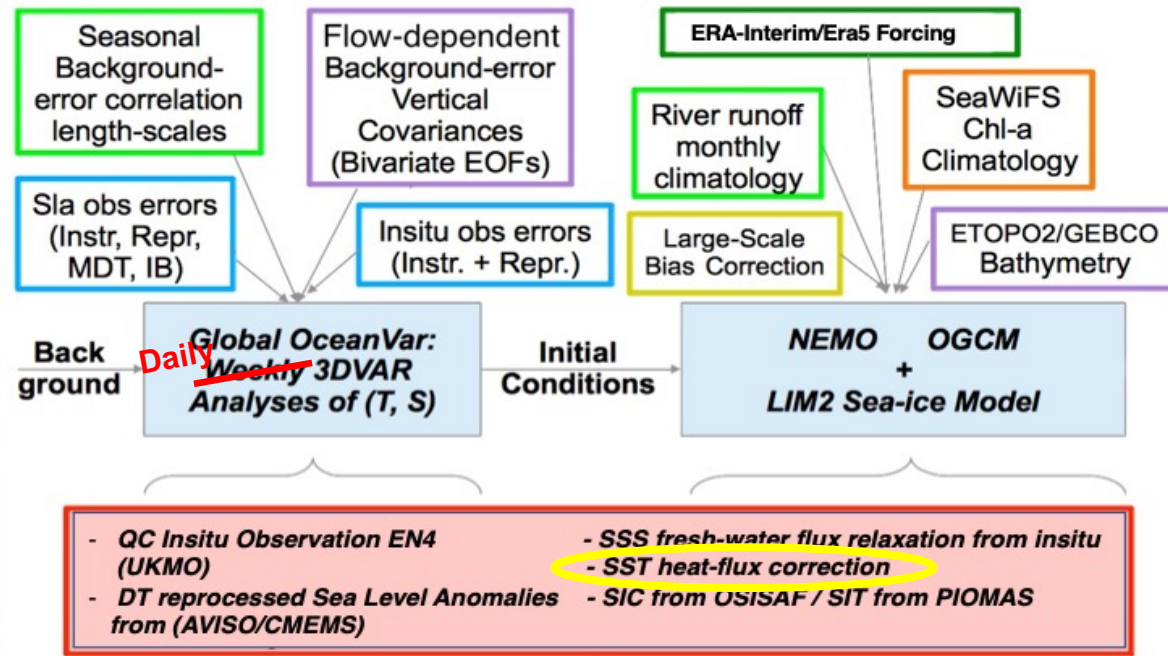 Seasonal
Background-
error correlation
length-scales
Flow-dependent
Background-error
Vertical
Covariances
(Bivariate EOFs)
ERA-Interim/Era5 Forcing
River runoff
monthly
climatology
SeaWiFS
Chl-a
Climatology
Sla obs errors
(Instr, Repr,
MDT, IB)
Insitu obs errors
(Instr. + Repr.)
Large-Scale
Bias Correction
ETOPO2/GEBCO
Bathymetry
Back
ground
Daily
Global OceanVar:
Weekly 3DVAR
Analyses of (T, S)
Initial
Conditions
NEMO OGCM
+
LIM2 Sea-ice Model
- QC Insitu Observation EN4
(UKMO)
- DT reprocessed Sea Level Anomalies
from (AVISO/CMEMS)
- SSS fresh-water flux relaxation from insitu
- SST heat-flux correction
- SIC from OSISAF / SIT from PIOMAS